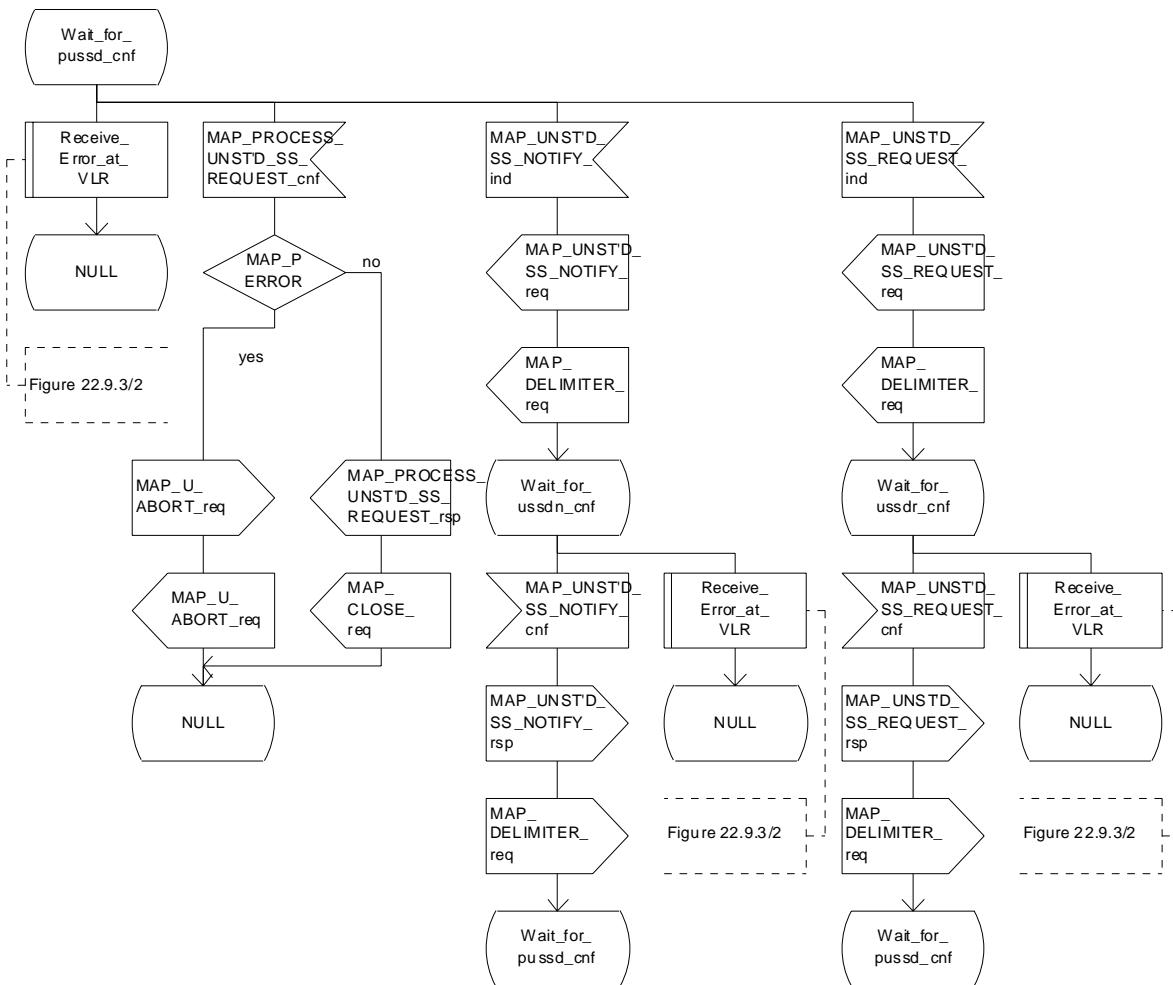 Wait_for_
pussd_cnf
Receive_
Error_at_
VLR
MAP_PROCESS_
UNST'D_SS_
REQUEST_cnf
MAP_UNST'D_
SS_NOTIFY_
ind
MAP_UNST'D_
SS_REQUEST_
ind
NULL
MAP_P
ERROR
no
yes
MAP_UNST'D_
SS_NOTIFY_
req
MAP_UNST'D_
SS_REQUEST_
req
Figure 22.9.3/2
MAP_
DELIMITER_
req
MAP_
DELIMITER_
req
MAP_U_
ABORT_req
MAP_PROCESS_
UNST'D_SS_
REQUEST_rsp
Wait_for_
ussdn_cnf
Wait_for_
ussdr_cnf
MAP_U_
ABORT_req
MAP_
CLOSE_
req
MAP_UNST'D_
SS_NOTIFY_
cnf
Receive_
Error_at_
VLR
MAP_UNST'D_
SS_REQUEST_
cnf
Receive_
Error_at_
VLR
NULL
MAP_UNST'D_
SS_NOTIFY_
rsp
NULL
MAP_UNST'D_
SS_REQUEST_
rsp
NULL
MAP_
DELIMITER_
req
Figure 22.9.3/2
MAP_
DELIMITER_
req
Figure 22.9.3/2
Wait_for_
pussd_cnf
Wait_for_
pussd_cnf